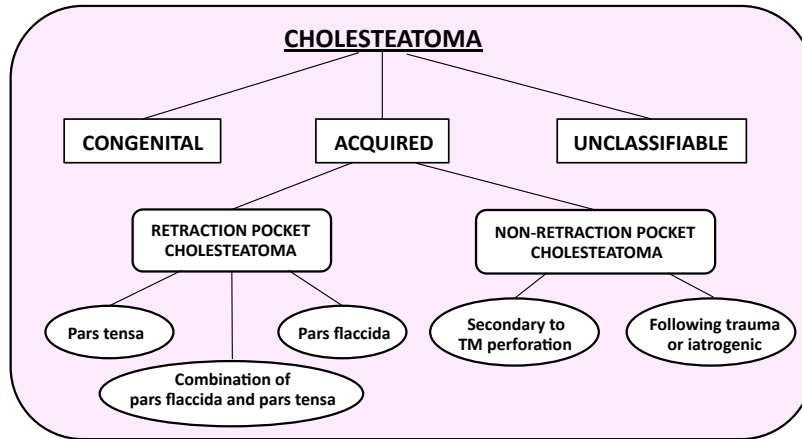 CHOLESTEATOMA
CONGENITAL
ACQUIRED
UNCLASSIFIABLE
RETRACTION POCKET
CHOLESTEATOMA
NON-RETRACTION POCKET
CHOLESTEATOMA
Pars tensa
Pars flaccida
Combination of
pars flaccida and pars tensa
Secondary to
TM perforation
Following trauma
or iatrogenic